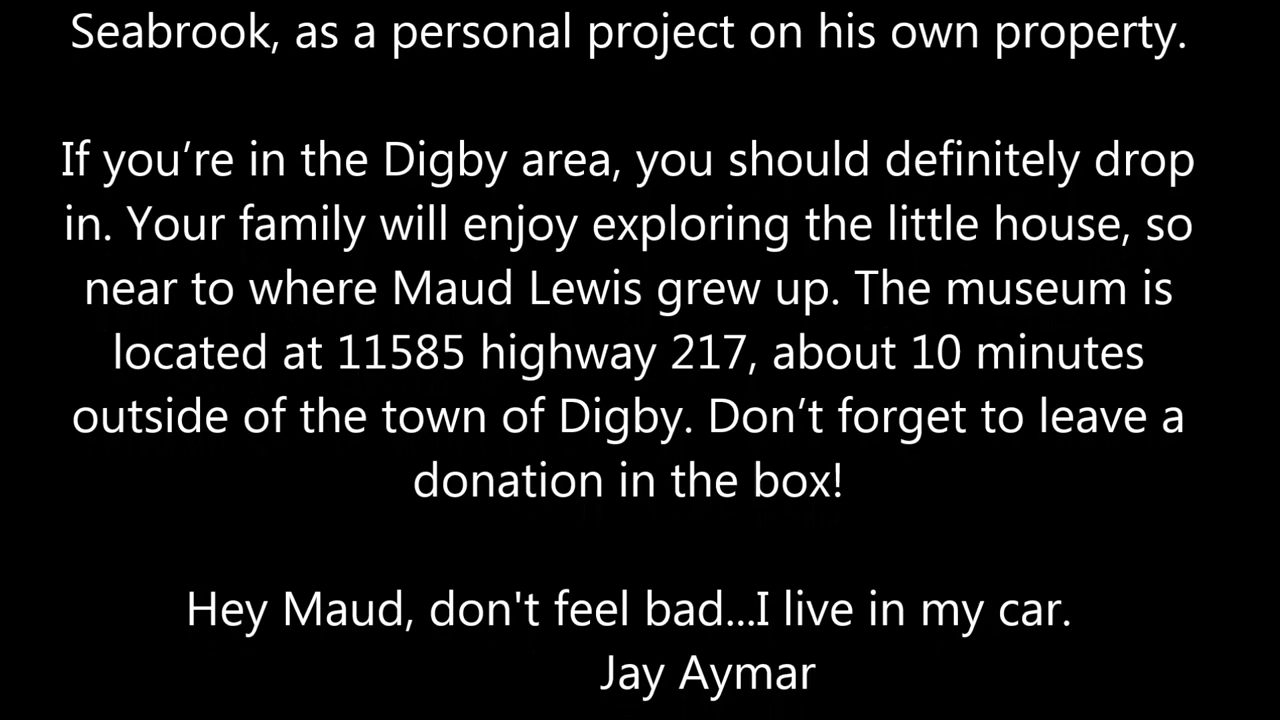 Seabrook, as a personal project on his own property.
If you’re in the Digby area, you should definitely drop
in. Your family will enjoy exploring the little house, so
near to where Maud Lewis grew up. The museum is
located at 11585 highway 217, about 10 minutes
outside of the town of Digby. Don’t forget to leave a
donation in the box!
Hey Maud, don't feel bad...I live in my car.
Jay Aymar